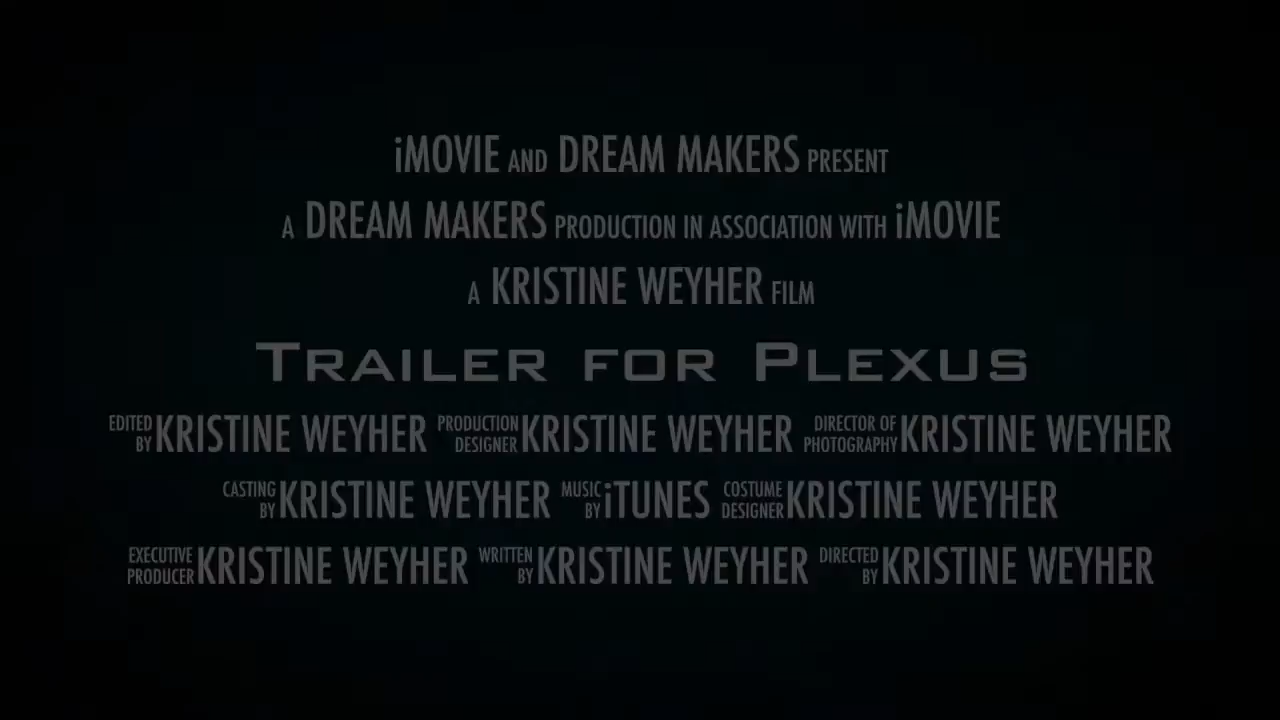 iMOVIE AND DREAM MAKERS PRESENT
A DREAM MAKERS PRODUCTION IN ASSOCIATION WITH iMOVIE
A KRISTINE WEYHER FILM
TRAILER FOR PLEXUS
EDITED BY KRISTINE WEYHER PRODUCTION DESIGNER KRISTINE WEYHER DIRECTOR OF PHOTOGRAPHY KRISTINE WEYHER
CASTING BY KRISTINE WEYHER MUSIC BY iTUNES COSTUME DESIGNER KRISTINE WEYHER
EXECUTIVE PRODUCER KRISTINE WEYHER WRITTEN BY KRISTINE WEYHER DIRECTED BY KRISTINE WEYHER